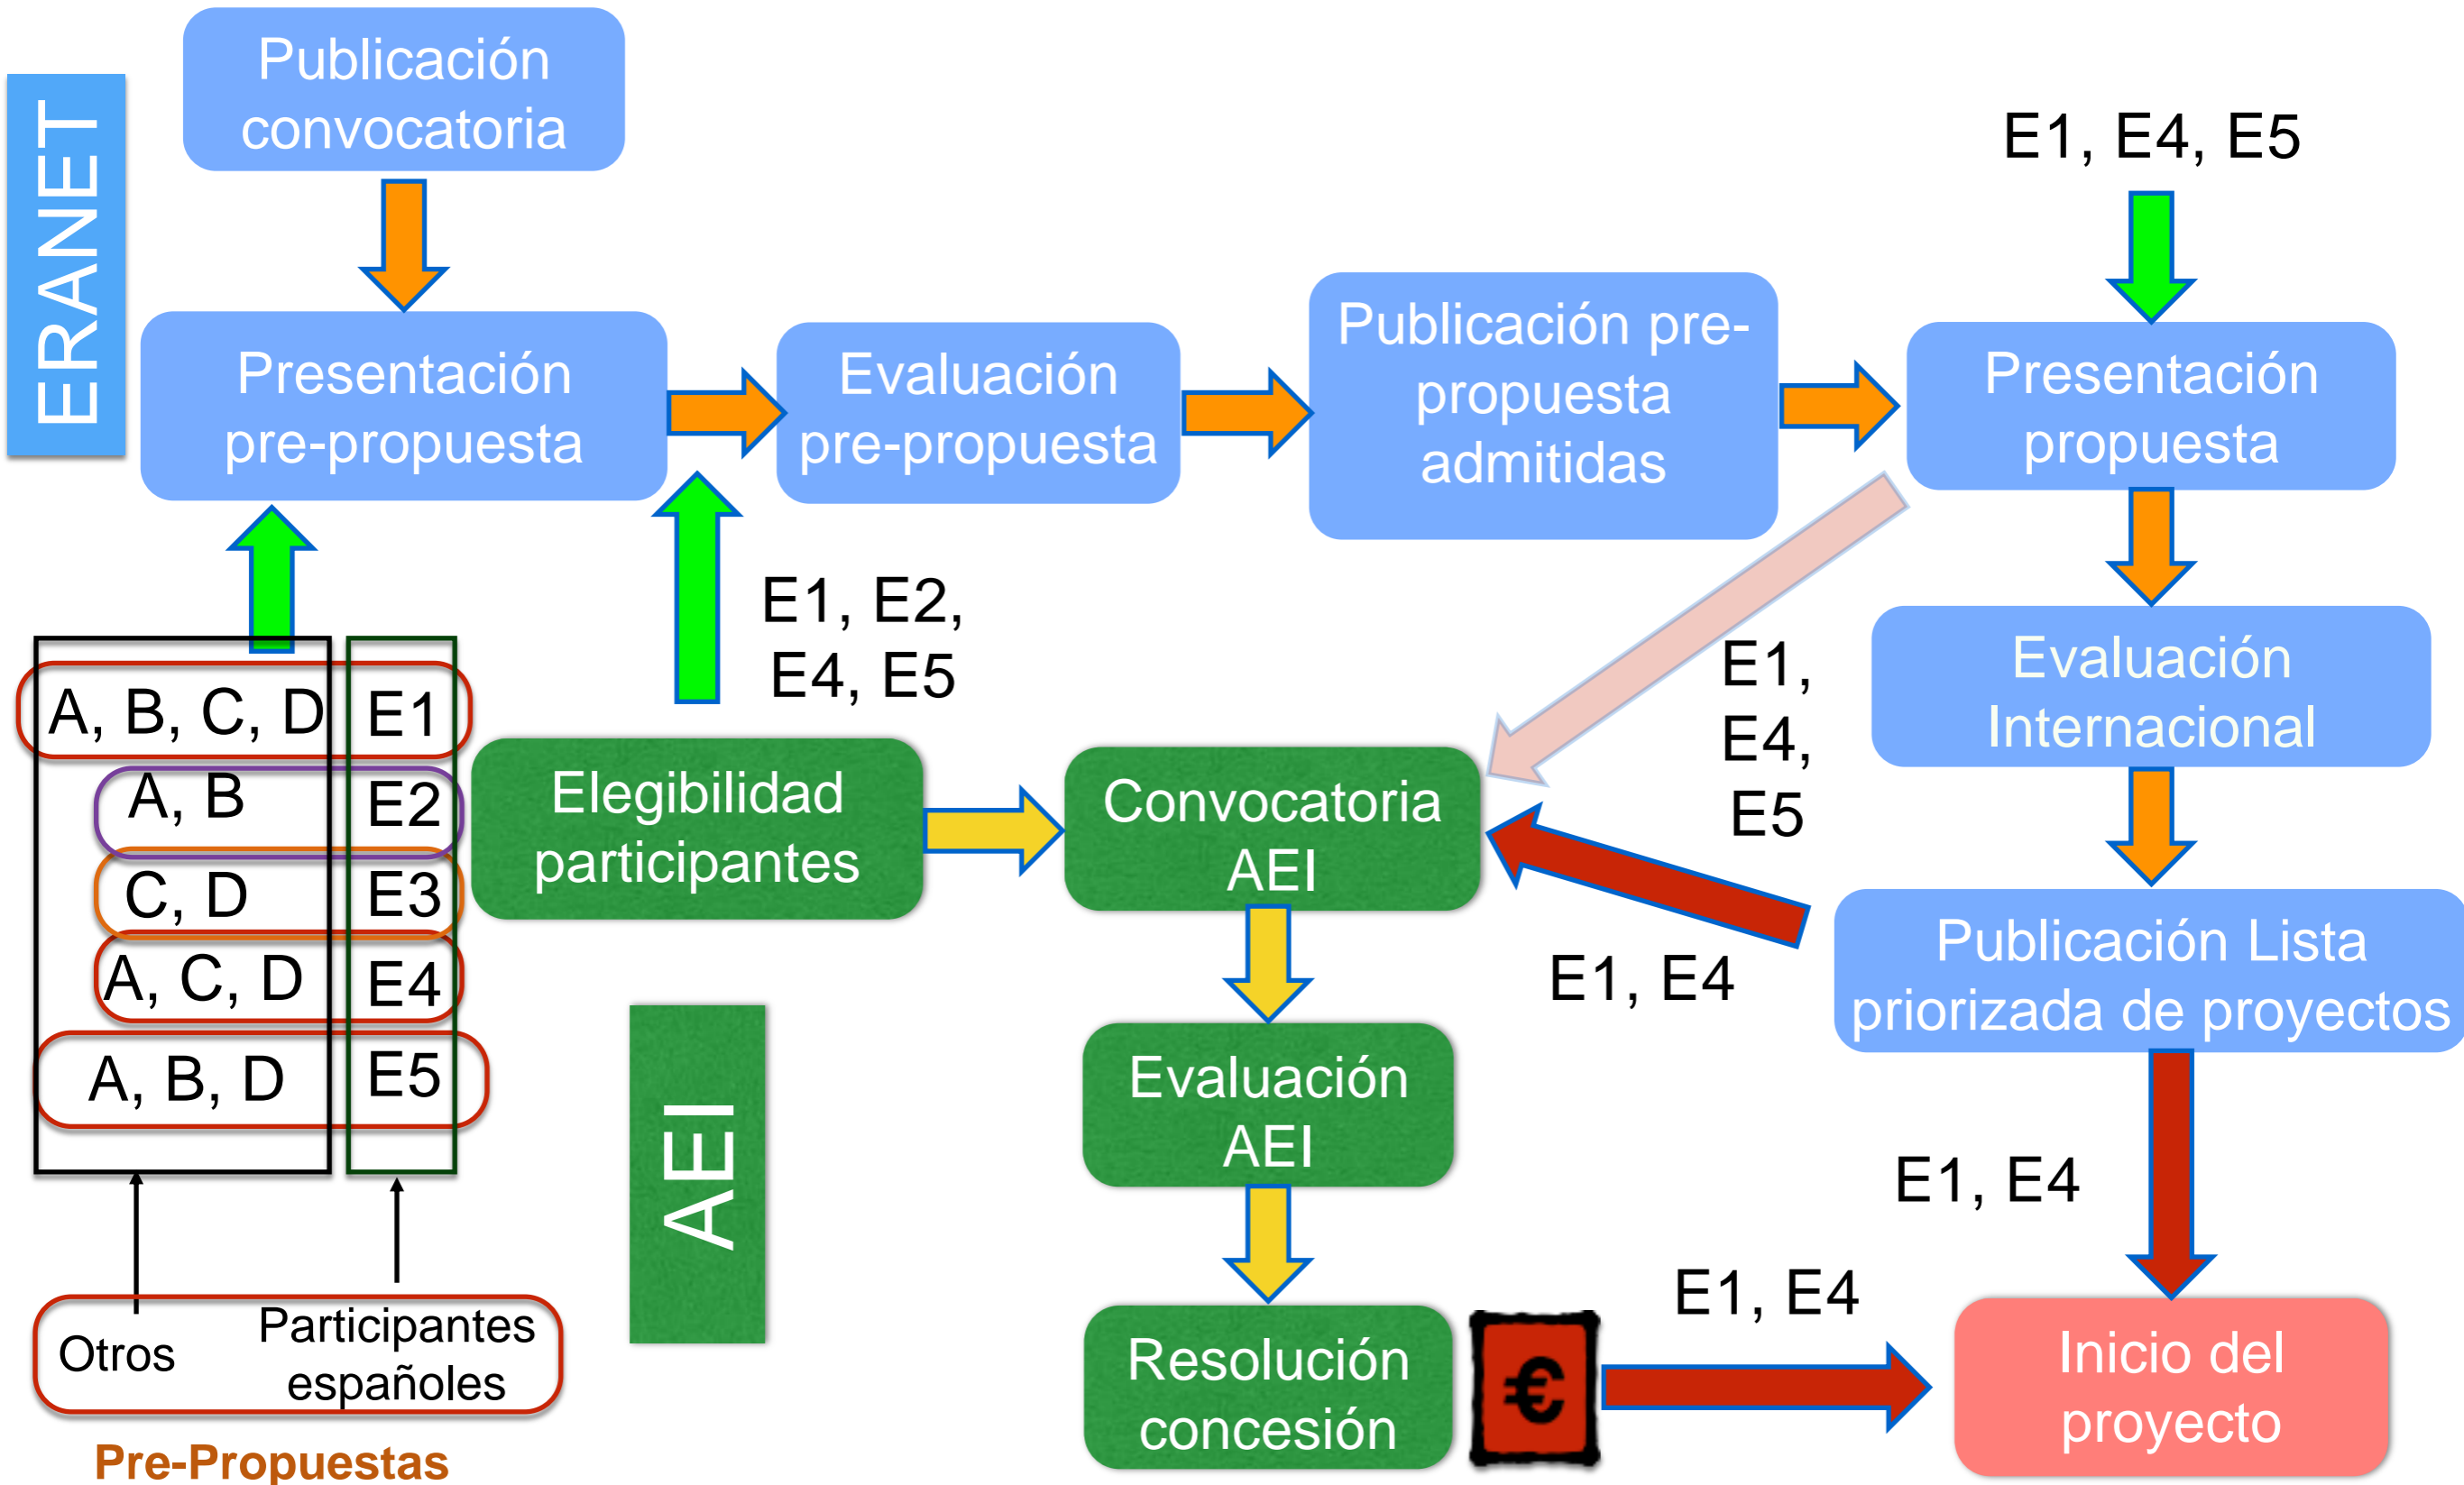 ERANET
Publicación
convocatoria
Presentación
pre-propuesta
Evaluación
pre-propuesta
Publicación pre-
propuesta
admitidas
E1, E4, E5
Presentación
propuesta
E1, E2,
E4, E5
A, B, C, D E1
A, B E2
C, D E3
A, C, D E4
A, B, D E5
Otros
Participantes
españoles
Pre-Propuestas
AEI
Elegibilidad
participantes
Convocatoria
AEI
E1,
E4,
E5
Evaluación
Internacional
E1, E4
Publicación Lista
priorizada de proyectos
Evaluación
AEI
E1, E4
Resolución
concesión
€
E1, E4
Inicio del
proyecto